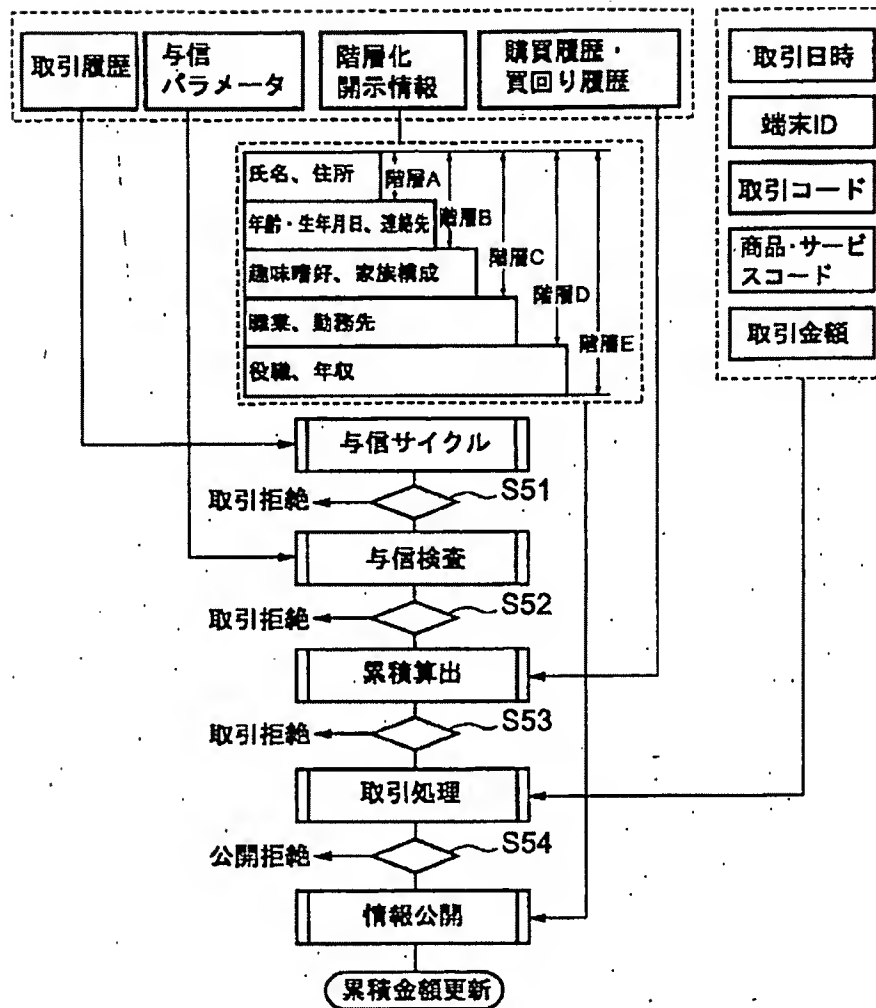 取引履歴
与信
パラメータ
階層化
開示情報
購買履歴・
買回り履歴
取引日時
端末ID
取引コード
商品・サービ
スコード
取引金額
氏名、住所
階層A
年齢・生年月日、連絡先
階層B
趣味嗜好、家族構成
階層C
職業、勤務先
階層D
役職、年収
階層E
与信サイクル
取引拒絶
S51
与信検査
取引拒絶
S52
累積算出
取引拒絶
S53
取引処理
公開拒絶
S54
情報公開
累積金額更新